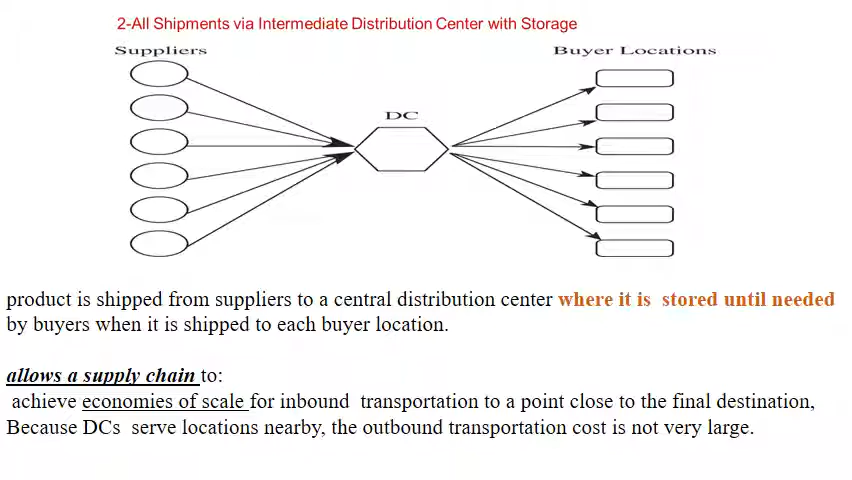 2-All Shipments via Intermediate Distribution Center with Storage
Suppliers
Buyer Locations
DC
product is shipped from suppliers to a central distribution center where it is stored until needed
by buyers when it is shipped to each buyer location.
allows a supply chain to:
achieve economies of scale for inbound transportation to a point close to the final destination,
Because DCs serve locations nearby, the outbound transportation cost is not very large.